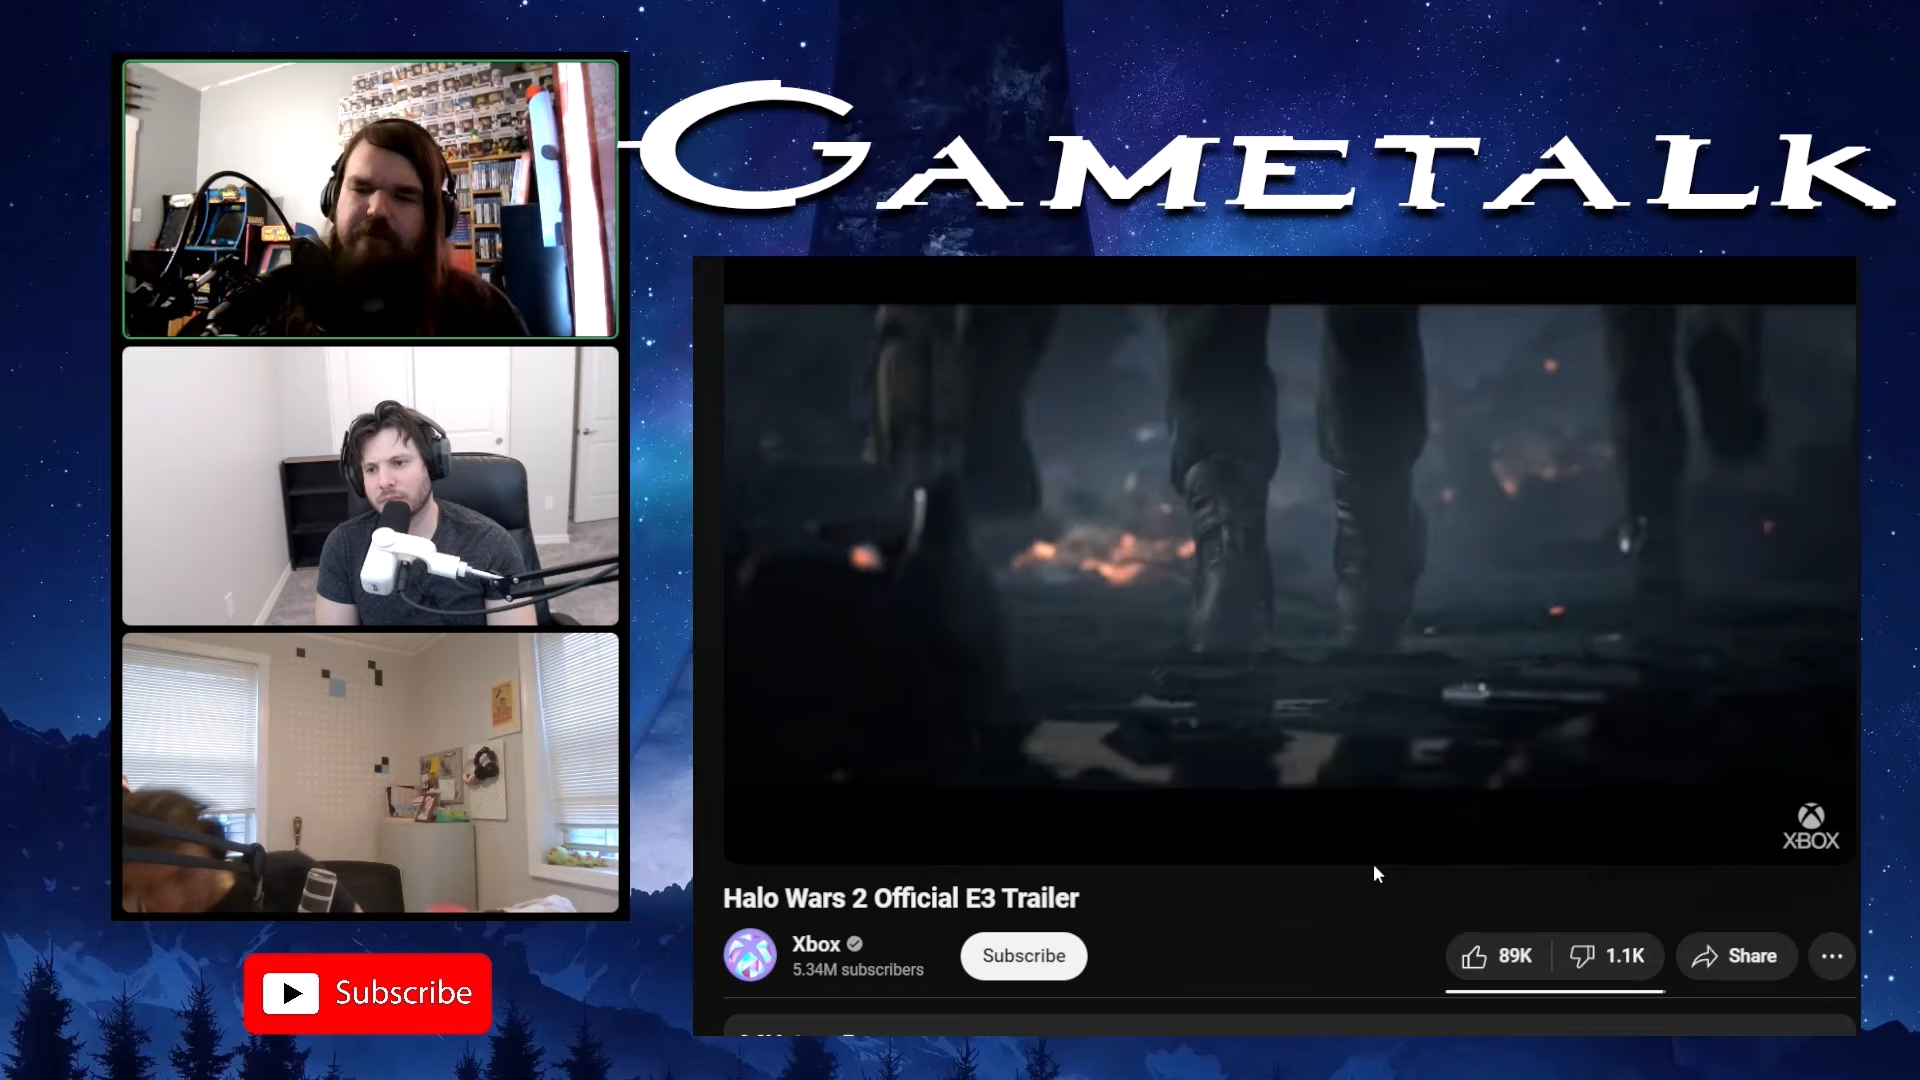 GAMETALK
XBOX
Halo Wars 2 Official E3 Trailer
Xbox
5.34M subscribers
Subscribe
89K
1.1K
Share
Subscribe